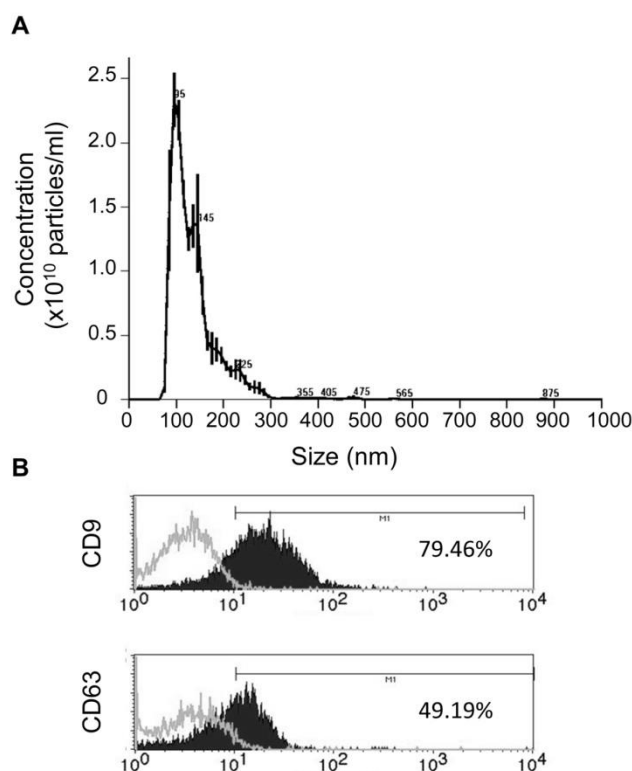 A
Concentration
(x10¹⁰ particles/ml)
2.5
2.0
1.5
1.0
0.5
0
95
145
225
355
405
475
565
875
0 100 200 300 400 500 600 700 800 900 1000
Size (nm)
B
CD9
M1
79.46%
10⁰ 10¹ 10² 10³ 10⁴
CD63
M1
49.19%
10⁰ 10¹ 10² 10³ 10⁴